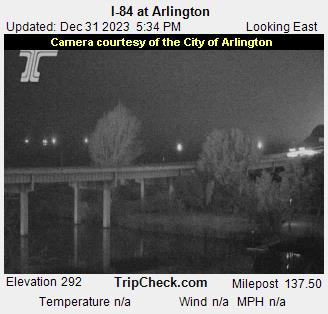 I-84 at Arlington
Updated: Dec 31 2023 5:34 PM Looking East
Camera courtesy of the City of Arlington
Elevation 292 TripCheck.com Milepost 137.50
Temperature n/a Wind n/a MPH n/a